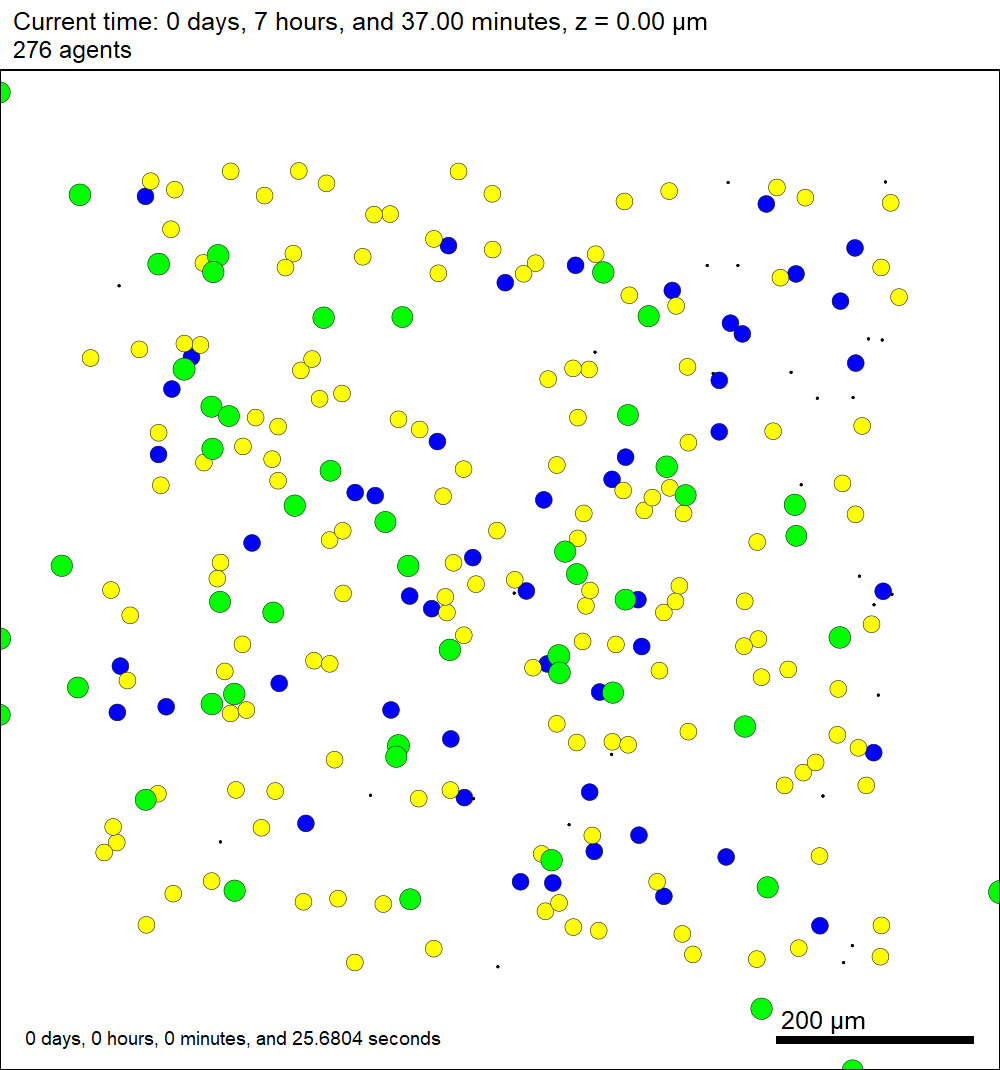 Current time: 0 days, 7 hours, and 37.00 minutes, z = 0.00 µm
276 agents
200 µm
0 days, 0 hours, 0 minutes, and 25.6804 seconds